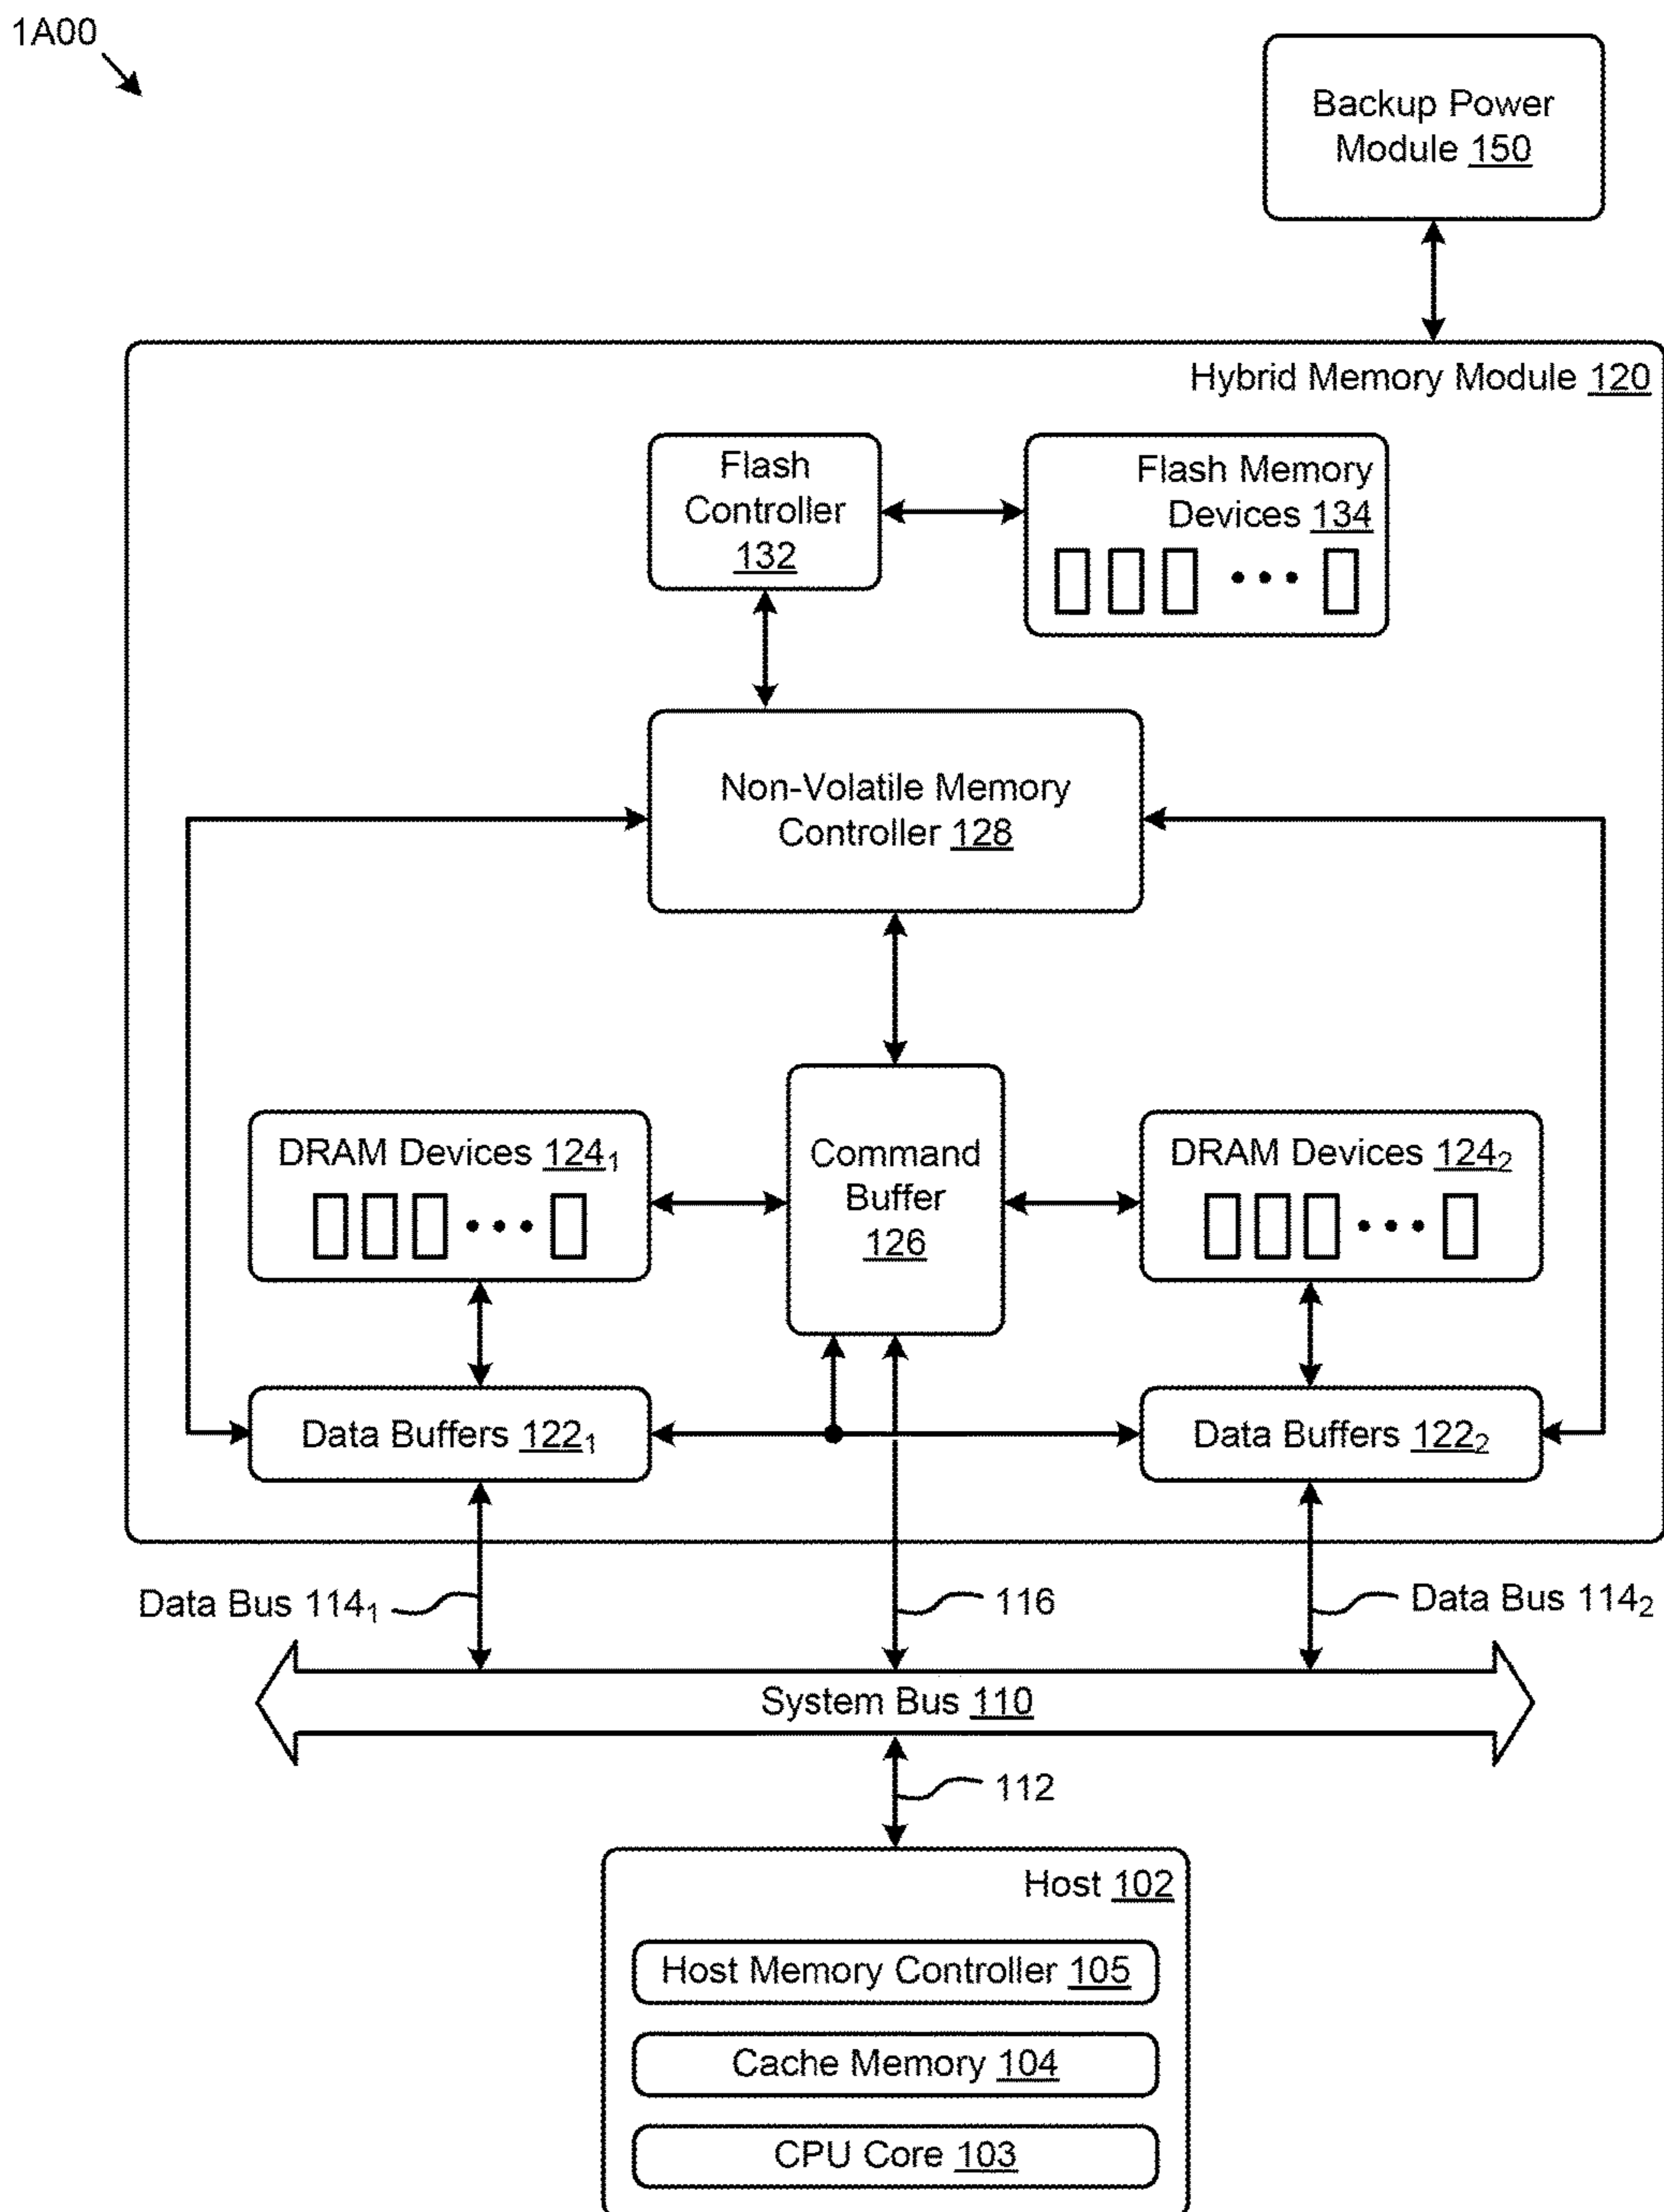 1A00
Backup Power
Module 150
Hybrid Memory Module 120
Flash
Controller
132
Flash Memory
Devices 134
Non-Volatile Memory
Controller 128
DRAM Devices 124₁
Command
Buffer
126
DRAM Devices 124₂
Data Buffers 122₁
Data Buffers 122₂
Data Bus 114₁
116
Data Bus 114₂
System Bus 110
112
Host 102
Host Memory Controller 105
Cache Memory 104
CPU Core 103